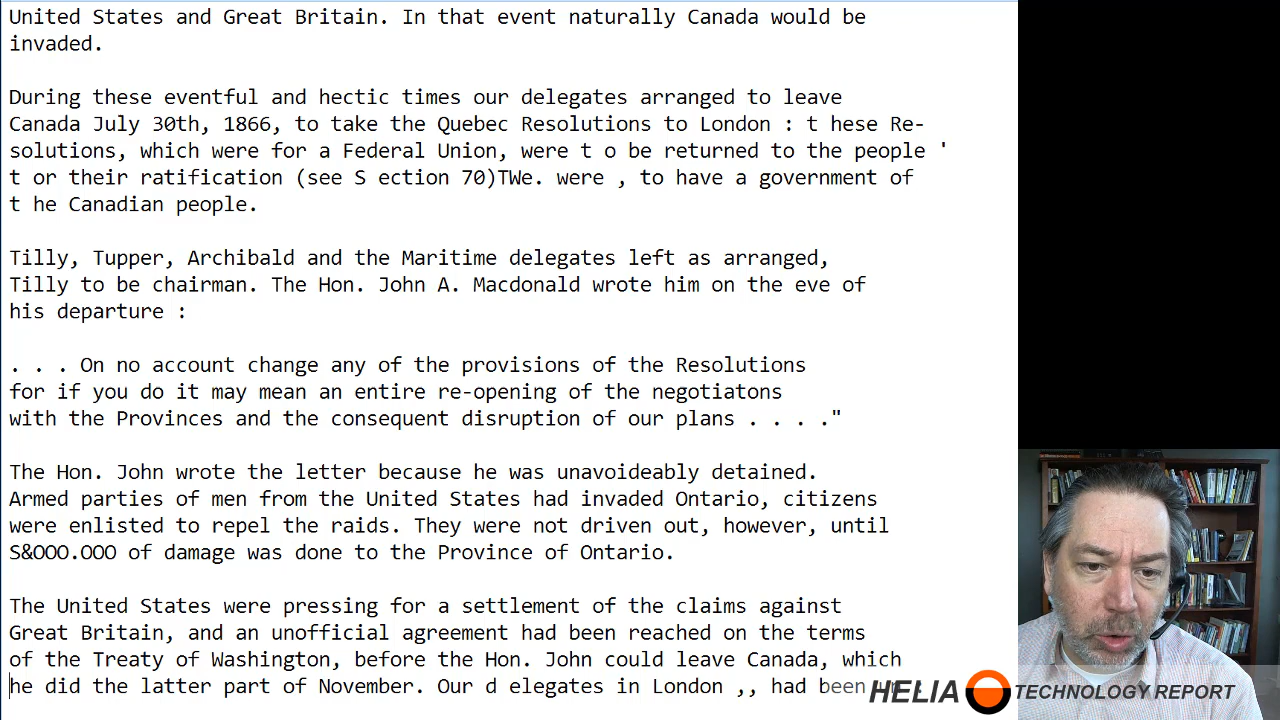 United States and Great Britain. In that event naturally Canada would be
invaded.
During these eventful and hectic times our delegates arranged to leave
Canada July 30th, 1866, to take the Quebec Resolutions to London : t hese Re-
solutions, which were for a Federal Union, were t o be returned to the people '
t or their ratification (see S ection 70)TWe. were , to have a government of
t he Canadian people.
Tilly, Tupper, Archibald and the Maritime delegates left as arranged,
Tilly to be chairman. The Hon. John A. Macdonald wrote him on the eve of
his departure :
. . . On no account change any of the provisions of the Resolutions
for if you do it may mean an entire re-opening of the negotiatons
with the Provinces and the consequent disruption of our plans . . . ."
The Hon. John wrote the letter because he was unavoideably detained.
Armed parties of men from the United States had invaded Ontario, citizens
were enlisted to repel the raids. They were not driven out, however, until
S&OOO.OOO of damage was done to the Province of Ontario.
The United States were pressing for a settlement of the claims against
Great Britain, and an unofficial agreement had been reached on the terms
of the Treaty of Washington, before the Hon. John could leave Canada, which
he did the latter part of November. Our d elegates in London ,, had been
HELIA TECHNOLOGY REPORT